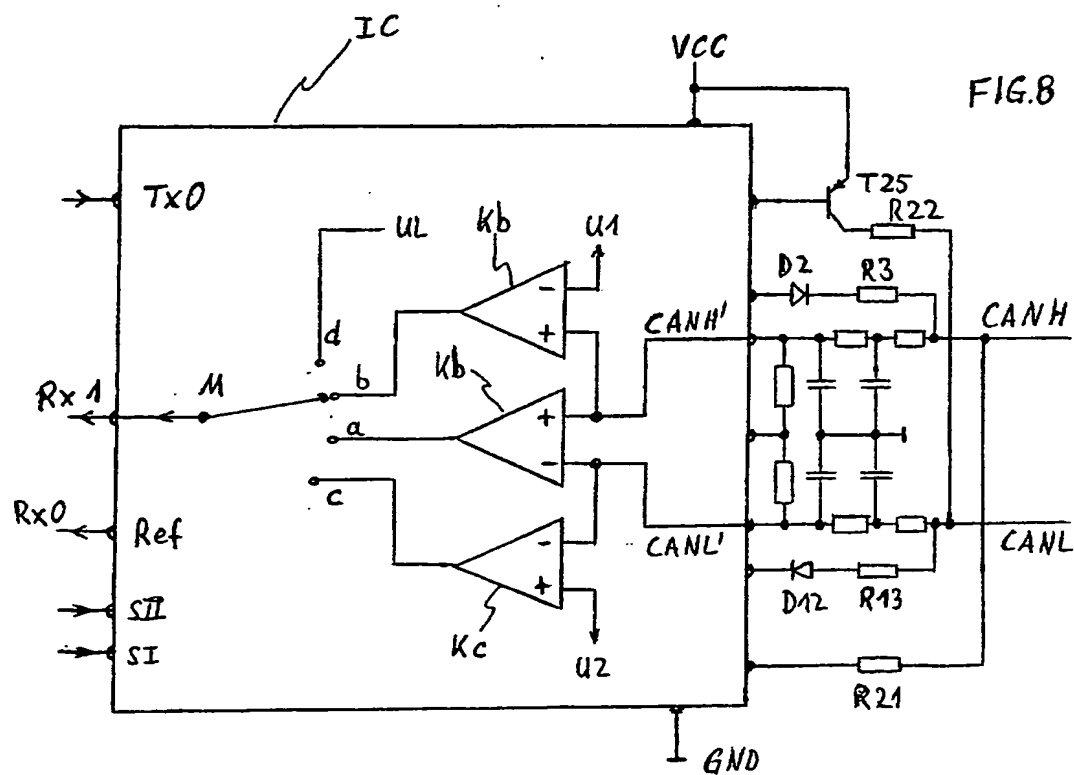 IC
VCC
FIG.8
Tx0
T25
R22
UL
Kb
U1
D2
R3
CANH'
CANH
d
b
M
Rx1
Kb
a
c
Rx0
Ref
CANL'
CANL
D12
R13
SII
SI
Kc
U2
R21
GND
+
-
+
-
+
-